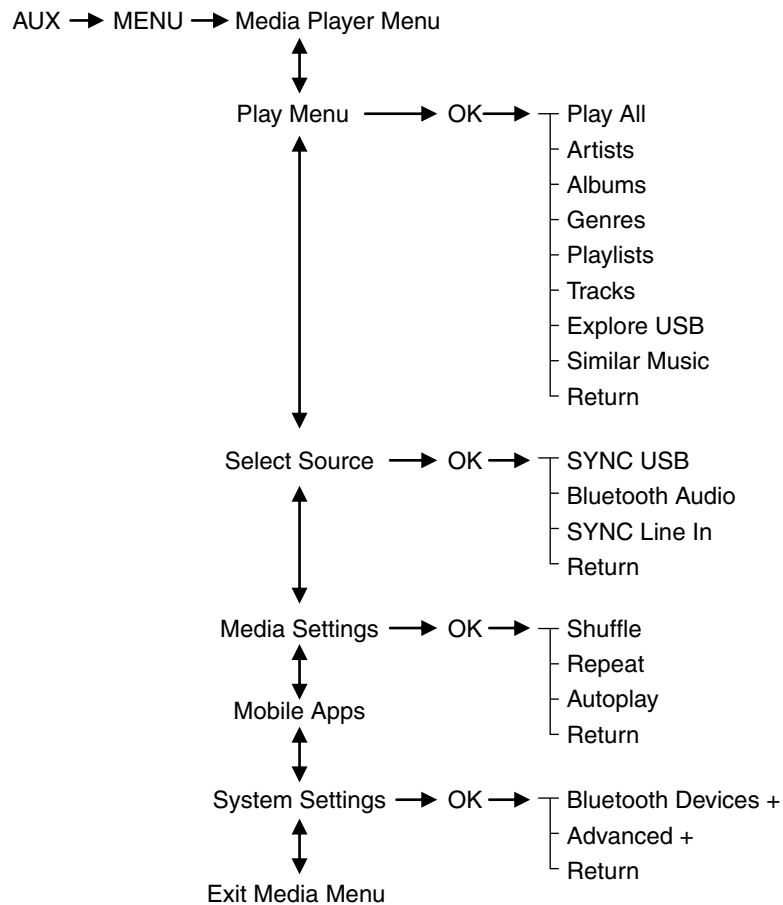 AUX MENU Media Player Menu
Play Menu OK Play All
Artists
Albums
Genres
Playlists
Tracks
Explore USB
Similar Music
Return
Select Source OK SYNC USB
Bluetooth Audio
SYNC Line In
Return
Media Settings OK Shuffle
Repeat
Autoplay
Return
Mobile Apps
System Settings OK Bluetooth Devices +
Advanced +
Return
Exit Media Menu